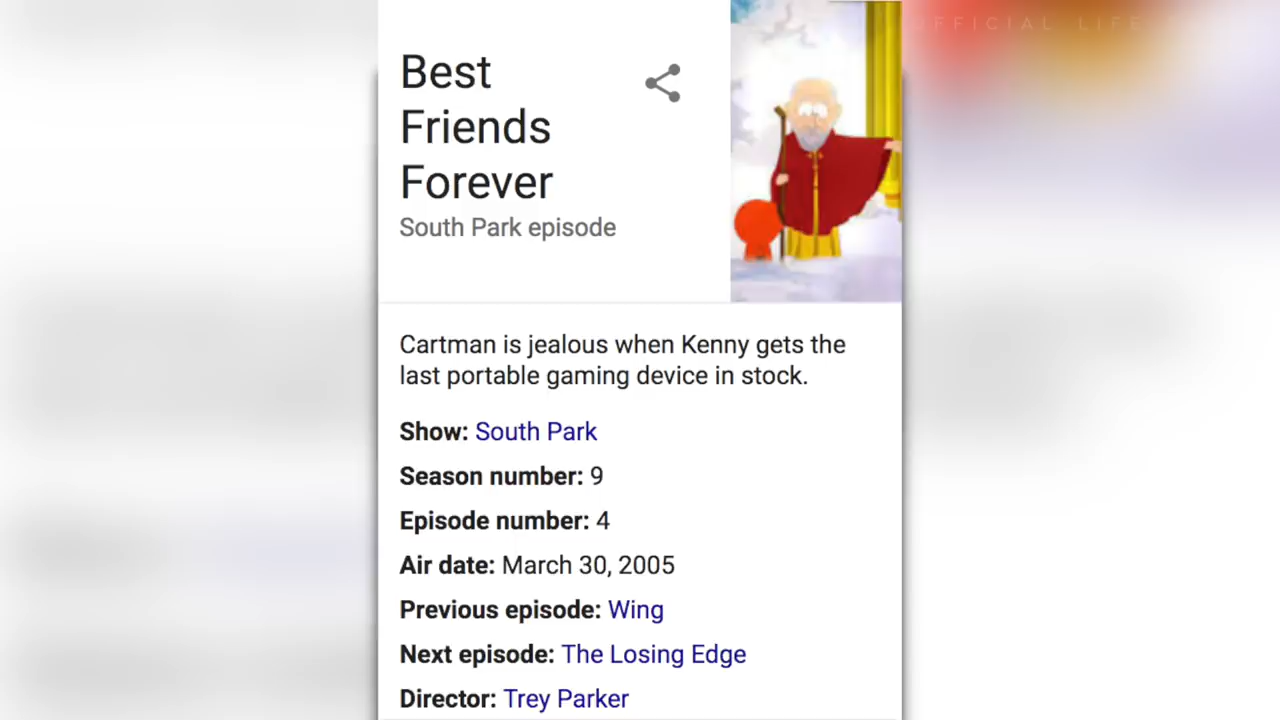 OFFICIAL LIFE
Best
Friends
Forever
South Park episode
Cartman is jealous when Kenny gets the
last portable gaming device in stock.
Show: South Park
Season number: 9
Episode number: 4
Air date: March 30, 2005
Previous episode: Wing
Next episode: The Losing Edge
Director: Trey Parker